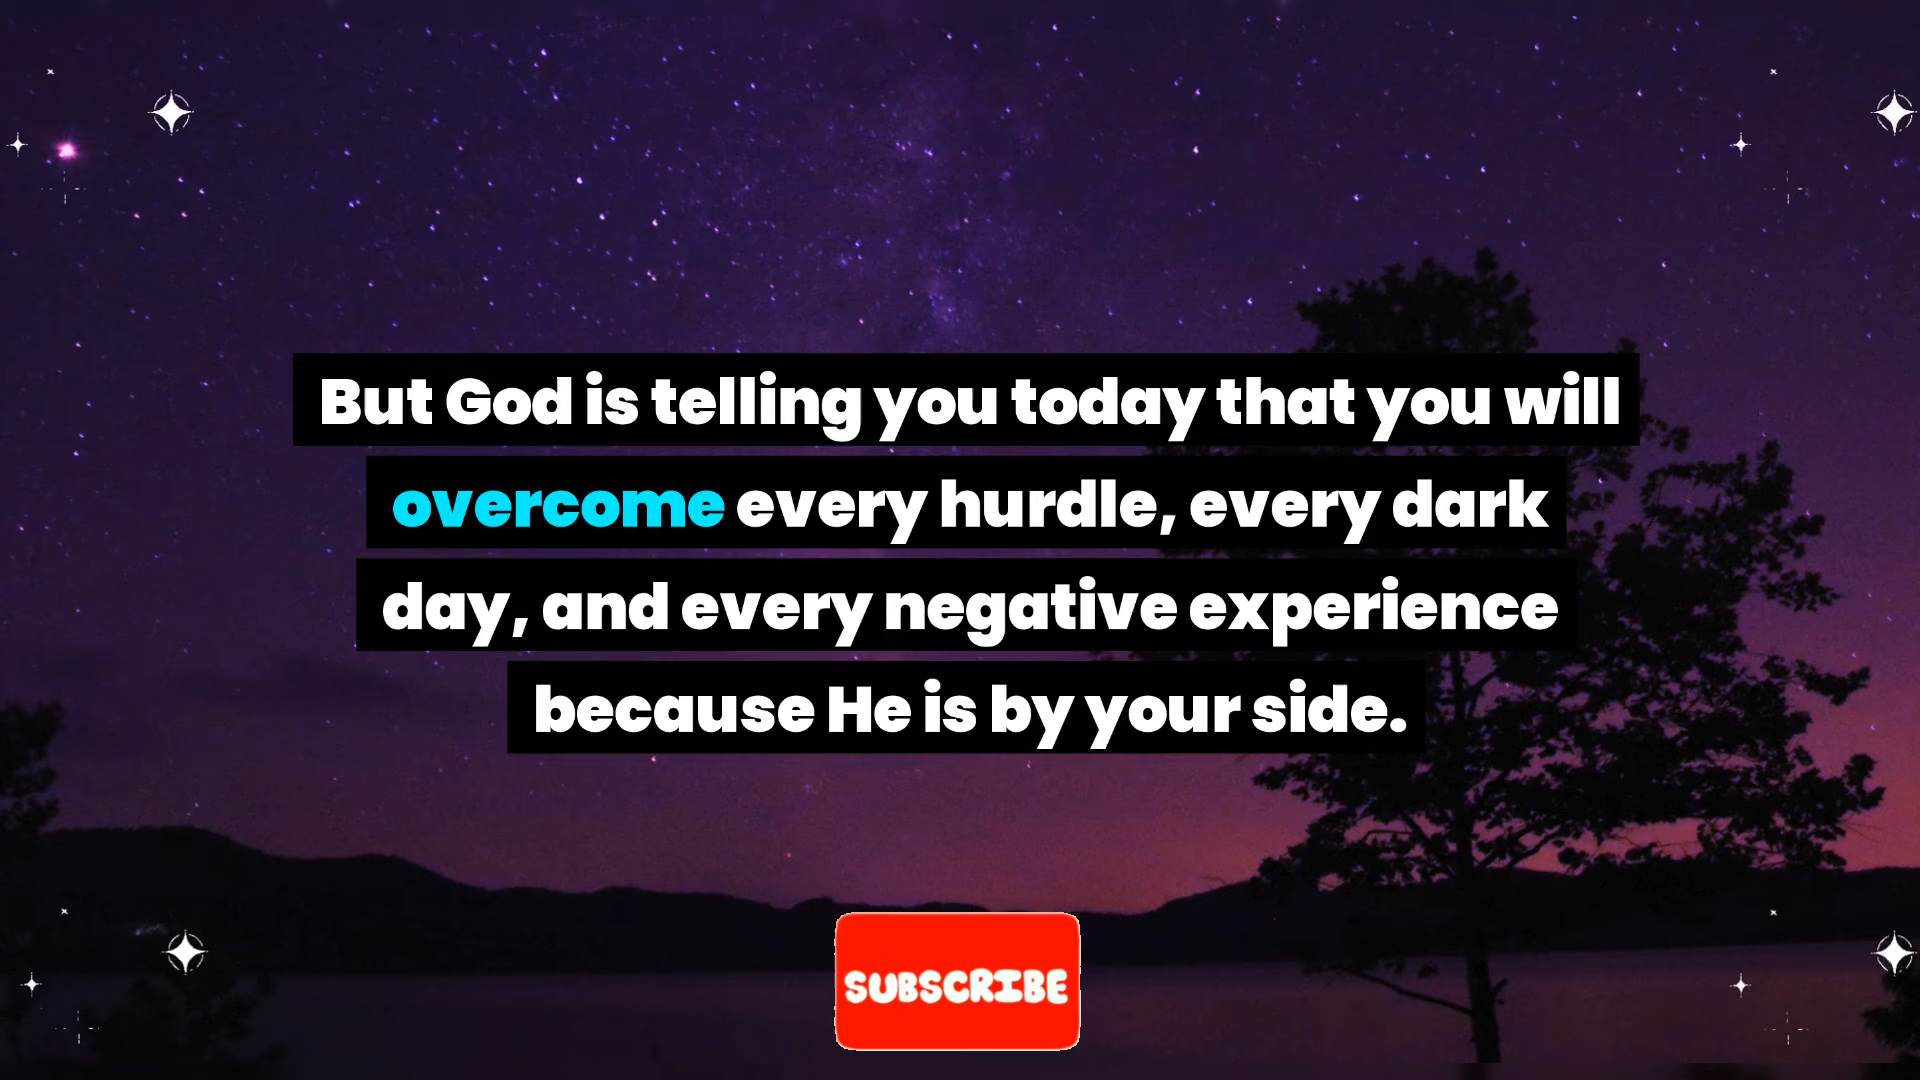 But God is telling you today that you will
overcome every hurdle, every dark
day, and every negative experience
because He is by your side.
SUBSCRIBE